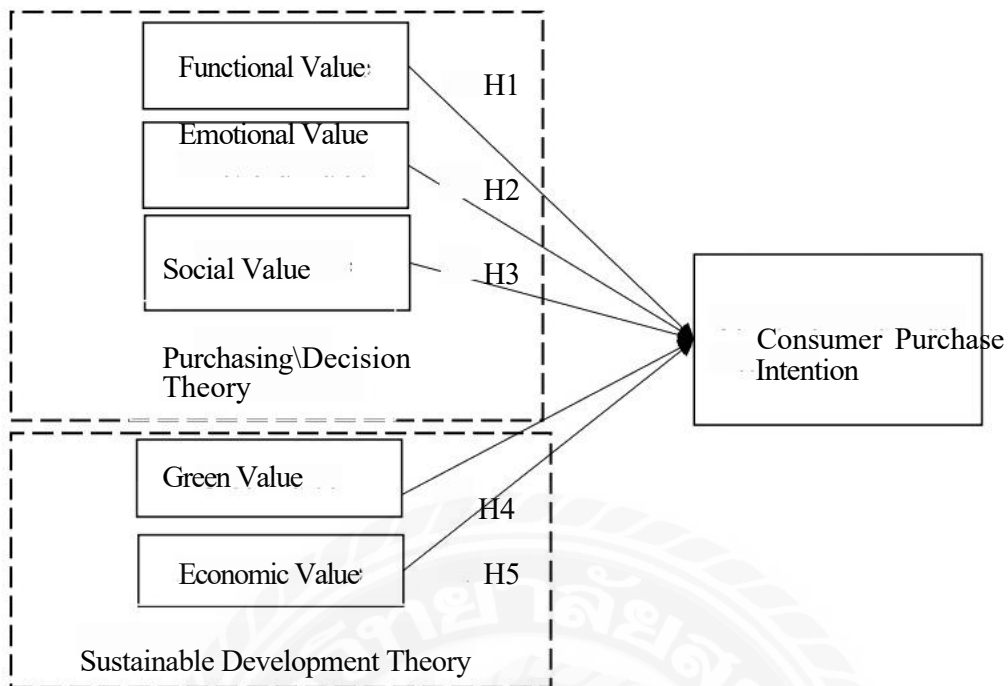 Functional Value
H1
Emotional Value
H2
Social Value
H3
Purchasing\Decision
Theory
Consumer Purchase
Intention
Green Value
H4
Economic Value
H5
Sustainable Development Theory